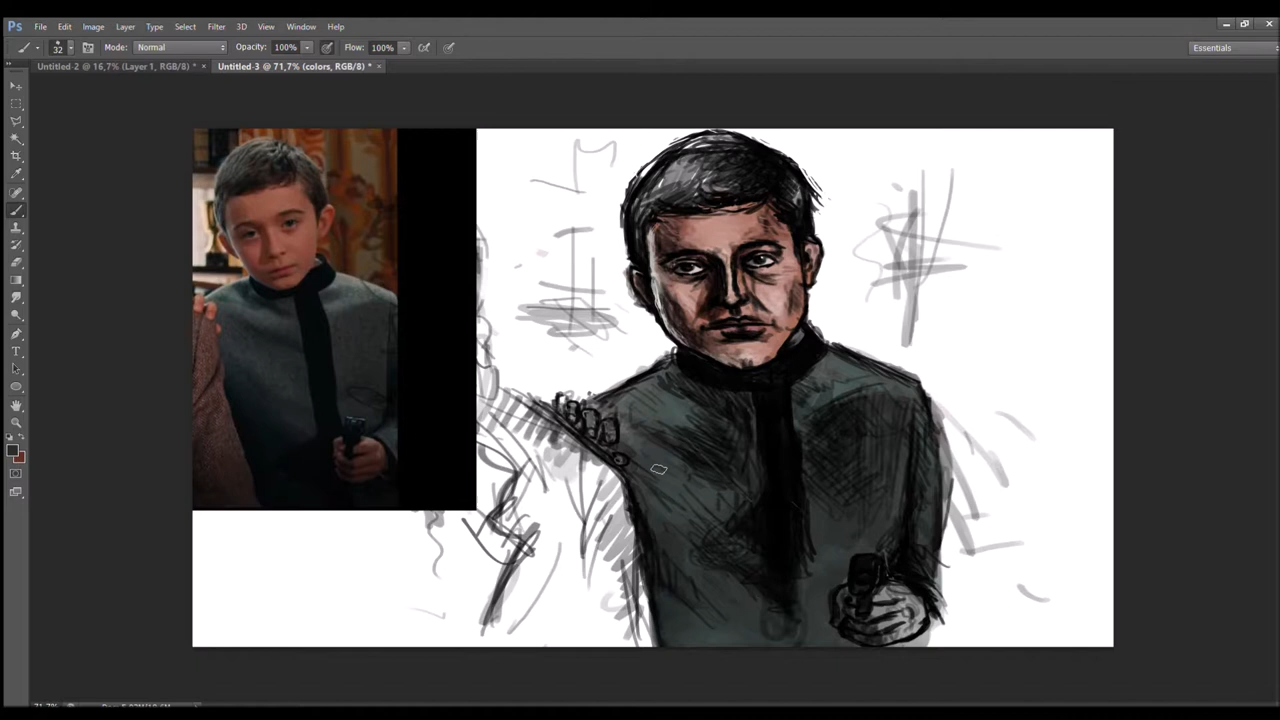 Ps File Edit Image Layer Type Select Filter 3D View Window Help
32 Mode: Normal Opacity: 100% Flow: 100% Essentials
Untitled-2 @ 16,7% (Layer 1, RGB/8) * × Untitled-3 @ 71,7% (colors, RGB/8) * ×